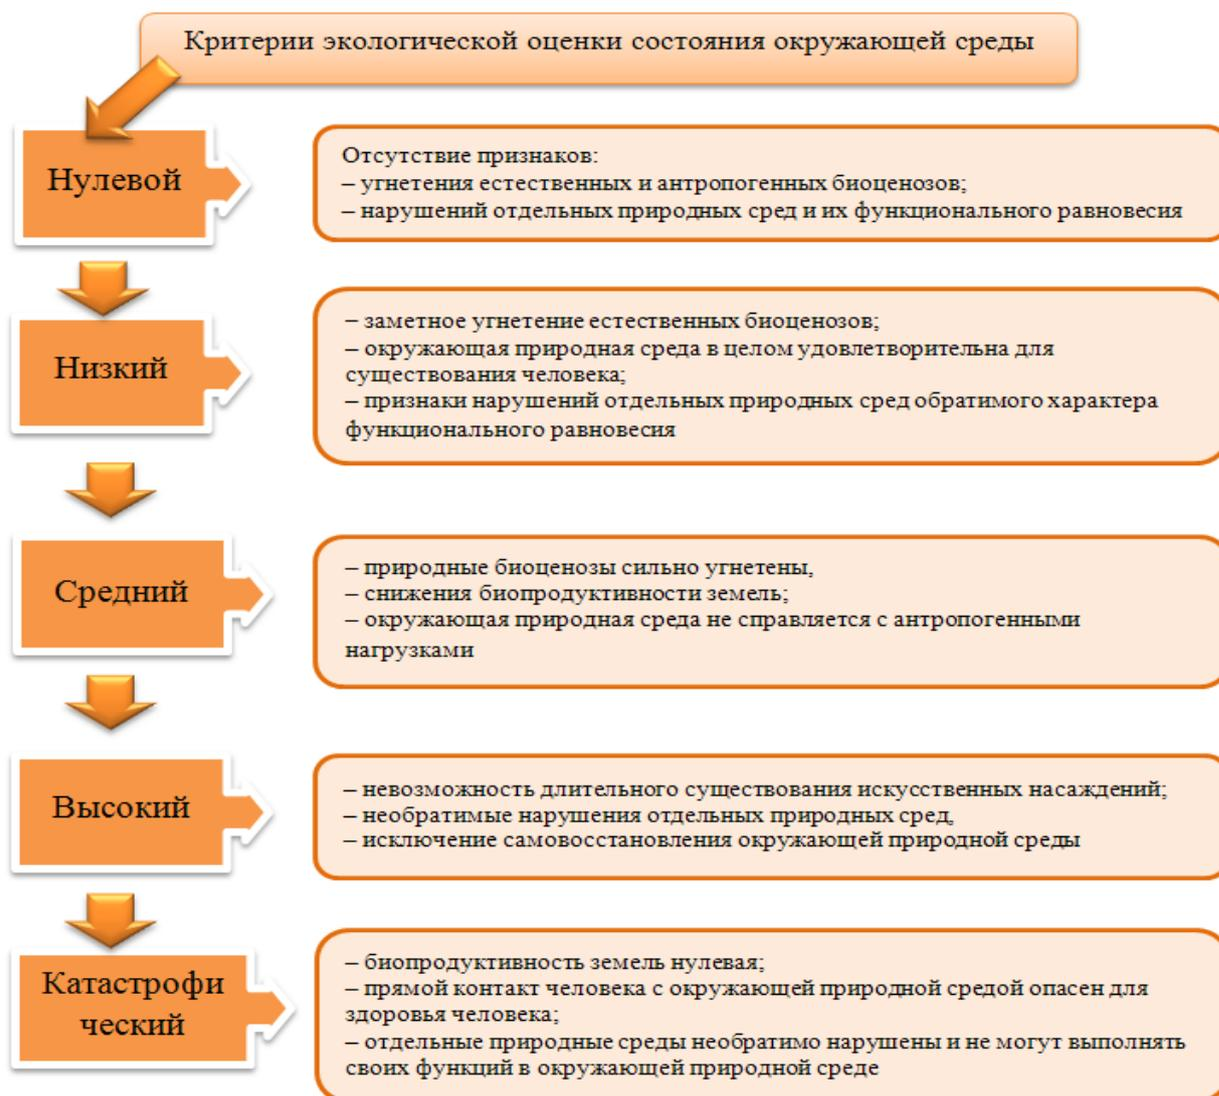 Критерии экологической оценки состояния окружающей среды
Нулевой
Отсутствие признаков:
– угнетения естественных и антропогенных биоценозов;
– нарушений отдельных природных сред и их функционального равновесия
Низкий
– заметное угнетение естественных биоценозов;
– окружающая природная среда в целом удовлетворительна для
существования человека;
– признаки нарушений отдельных природных сред обратимого характера
функционального равновесия
Средний
– природные биоценозы сильно угнетены,
– снижения биопродуктивности земель;
– окружающая природная среда не справляется с антропогенными
нагрузками
Высокий
– невозможность длительного существования искусственных насаждений;
– необратимые нарушения отдельных природных сред,
– исключение самовосстановления окружающей природной среды
Катастрофи
ческий
– биопродуктивность земель нулевая;
– прямой контакт человека с окружающей природной средой опасен для
здоровья человека;
– отдельные природные среды необратимо нарушены и не могут выполнять
своих функций в окружающей природной среде